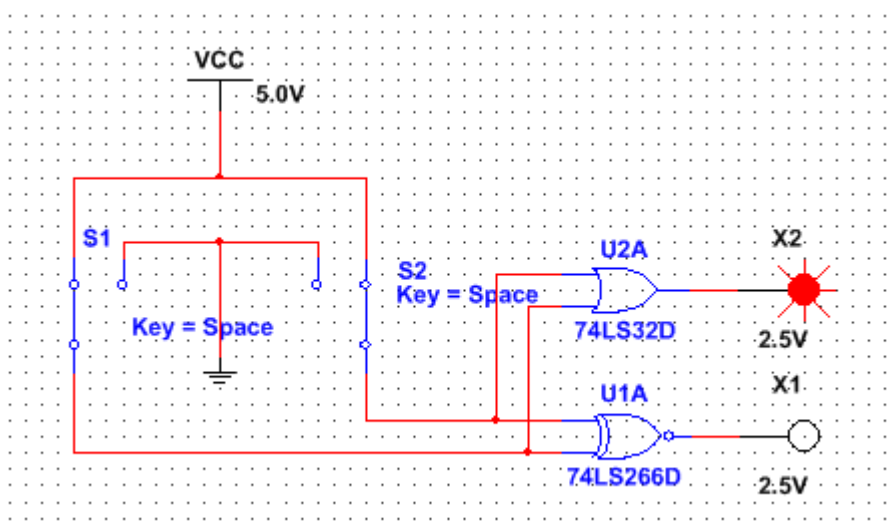 VCC
5.0V
S1
S2
Key = Space
Key = Space
U2A
74LS32D
X2
2.5V
X1
U1A
74LS266D
2.5V